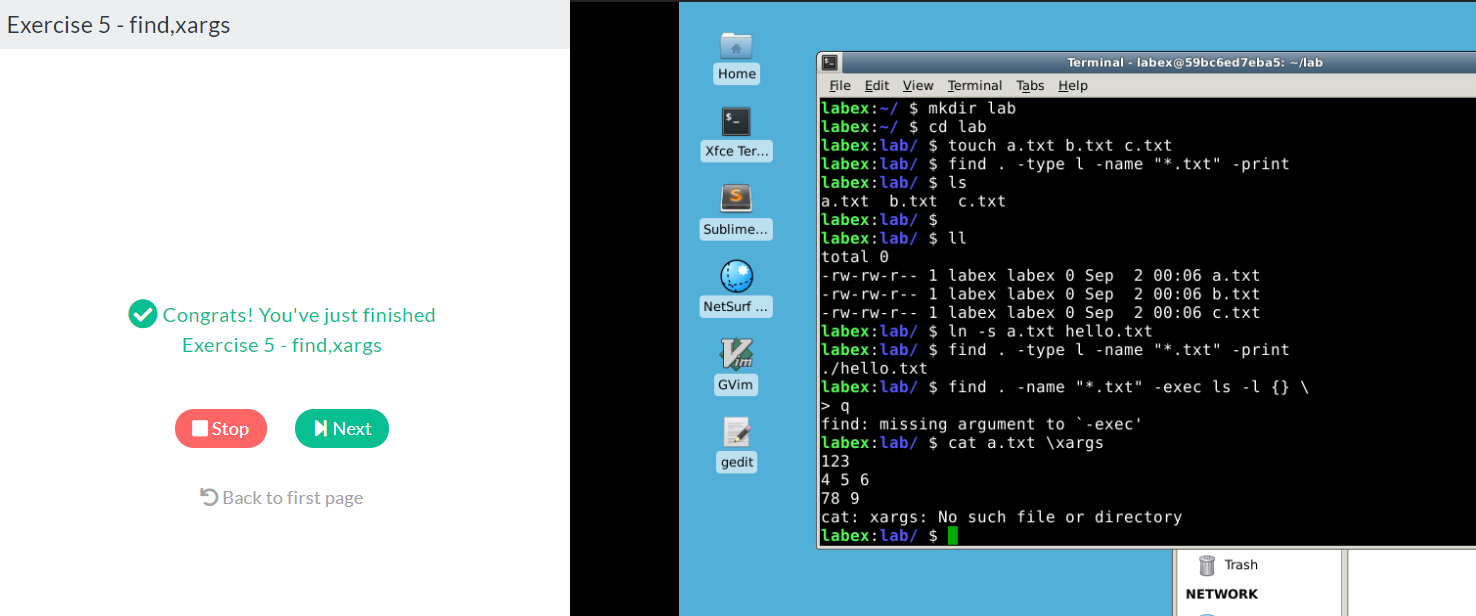 Exercise 5 - find,xargs
Congrats! You've just finished
Exercise 5 - find,xargs
Stop
Next
Back to first page
Home
$_
Xfce Ter...
S
Sublime...
NetSurf ...
Vim
GVim
gedit
Terminal - labex@59bc6ed7eba5: ~/lab
File Edit View Terminal Tabs Help
labex:~/ $ mkdir lab
labex:~/ $ cd lab
labex:lab/ $ touch a.txt b.txt c.txt
labex:lab/ $ find . -type l -name "*.txt" -print
labex:lab/ $ ls
a.txt  b.txt  c.txt
labex:lab/ $
labex:lab/ $ ll
total 0
-rw-rw-r-- 1 labex labex 0 Sep  2 00:06 a.txt
-rw-rw-r-- 1 labex labex 0 Sep  2 00:06 b.txt
-rw-rw-r-- 1 labex labex 0 Sep  2 00:06 c.txt
labex:lab/ $ ln -s a.txt hello.txt
labex:lab/ $ find . -type l -name "*.txt" -print
./hello.txt
labex:lab/ $ find . -name "*.txt" -exec ls -l {} \
> q
find: missing argument to `-exec'
labex:lab/ $ cat a.txt \xargs
123
4 5 6
78 9
cat: xargs: No such file or directory
labex:lab/ $
Trash
NETWORK